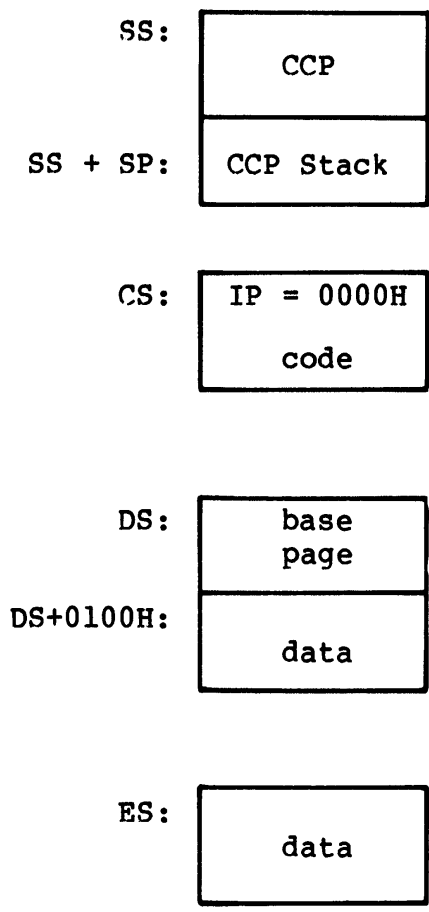 SS:
CCP
SS + SP:
CCP Stack
CS:
IP = 0000H
code
DS:
base
page
DS+0100H:
data
ES:
data